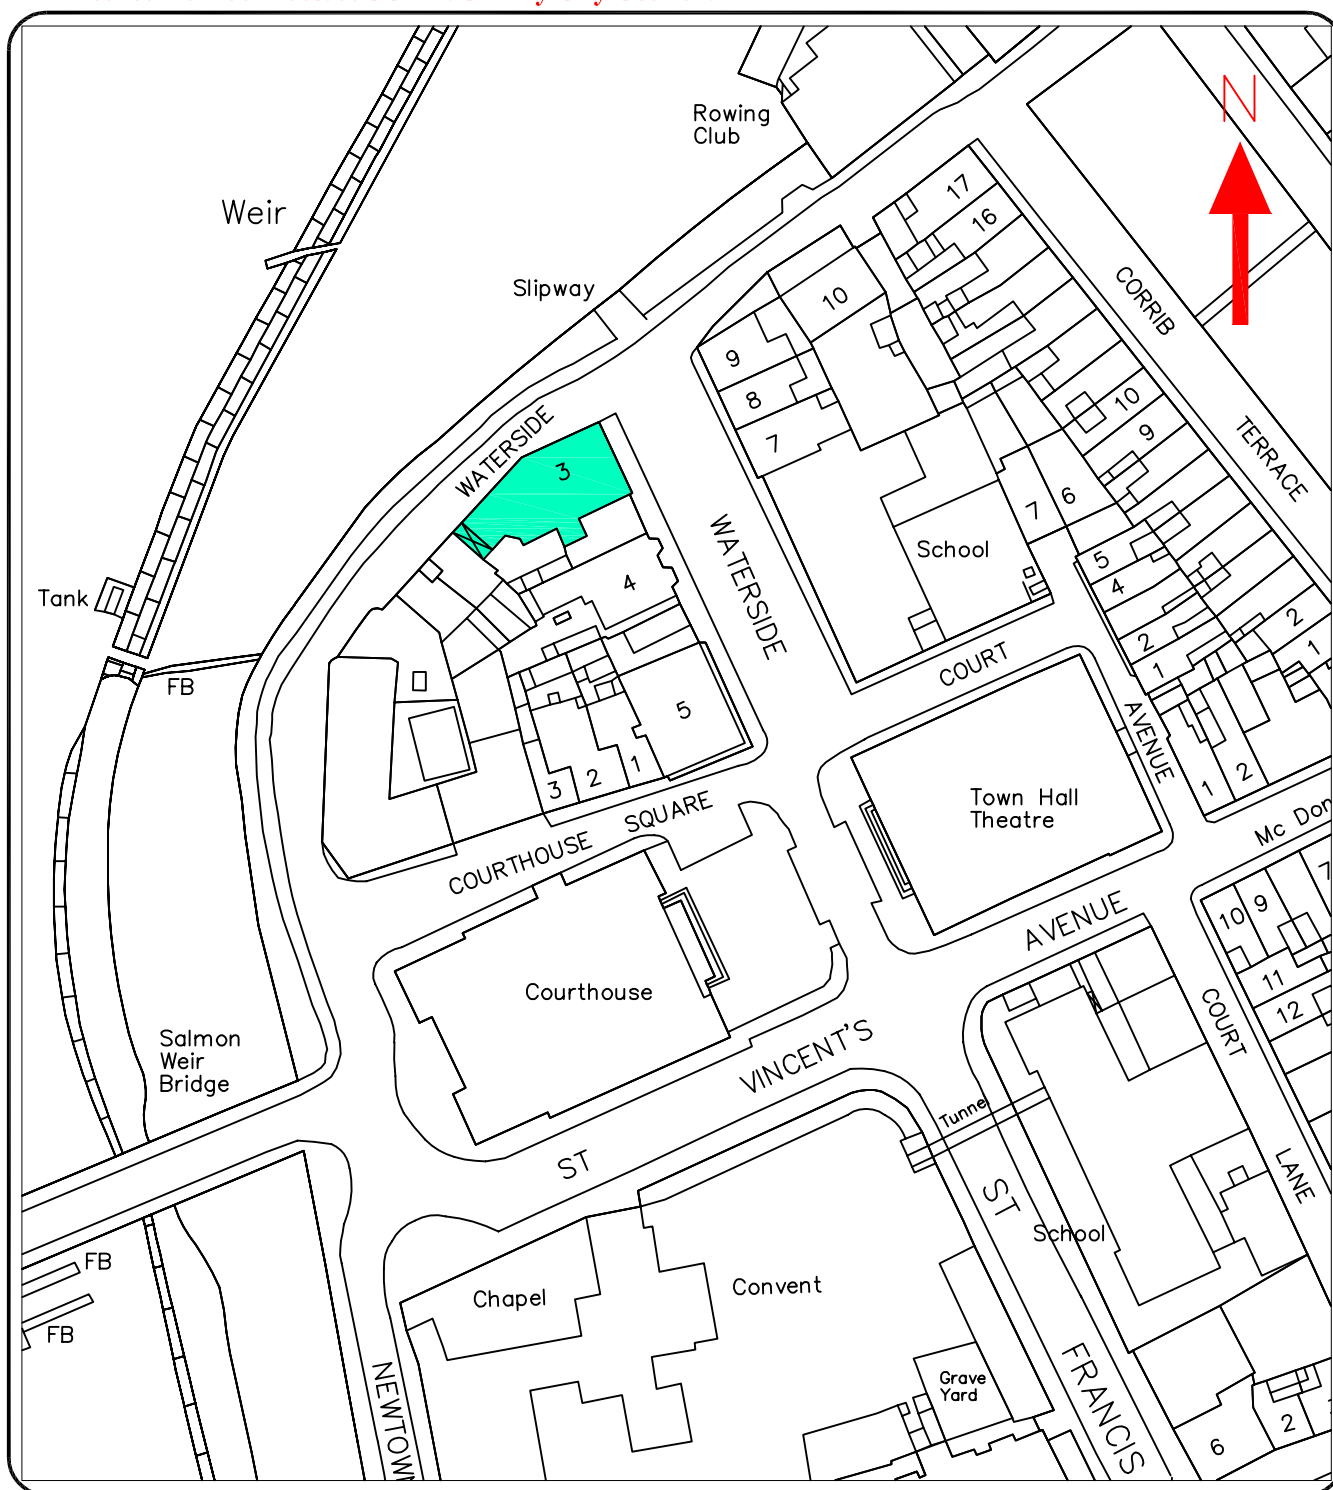 Rowing
Club
N
Weir
17
16
Slipway
CORRIB
10
9
8
7
10
9
TERRACE
WATERSIDE
3
WATERSIDE
School
7
6
5
4
2
1
2
1
Tank
4
FB
COURT
5
AVENUE
3
2
1
1
2
Town Hall
Theatre
COURTHOUSE SQUARE
Mc Don
7
10
9
11
12
AVENUE
Courthouse
COURT
Salmon
Weir
Bridge
VINCENT'S
Tunnel
ST
ST
LANE
School
FB
FB
Chapel
Convent
NEWTOWN
Grave
Yard
FRANCIS
6
2